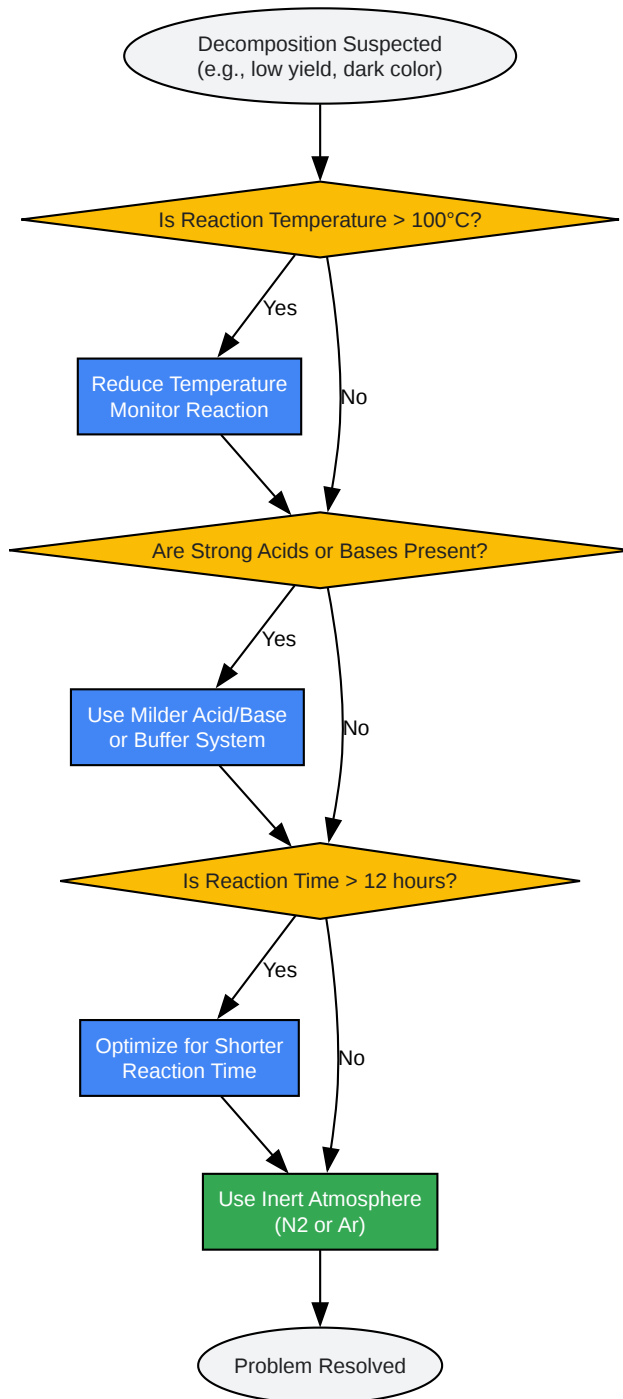 Decomposition Suspected
(e.g., low yield, dark color)
Is Reaction Temperature > 100°C?
Yes
Reduce Temperature
Monitor Reaction
No
Are Strong Acids or Bases Present?
Yes
Use Milder Acid/Base
or Buffer System
No
Is Reaction Time > 12 hours?
Yes
Optimize for Shorter
Reaction Time
No
Use Inert Atmosphere
(N2 or Ar)
Problem Resolved